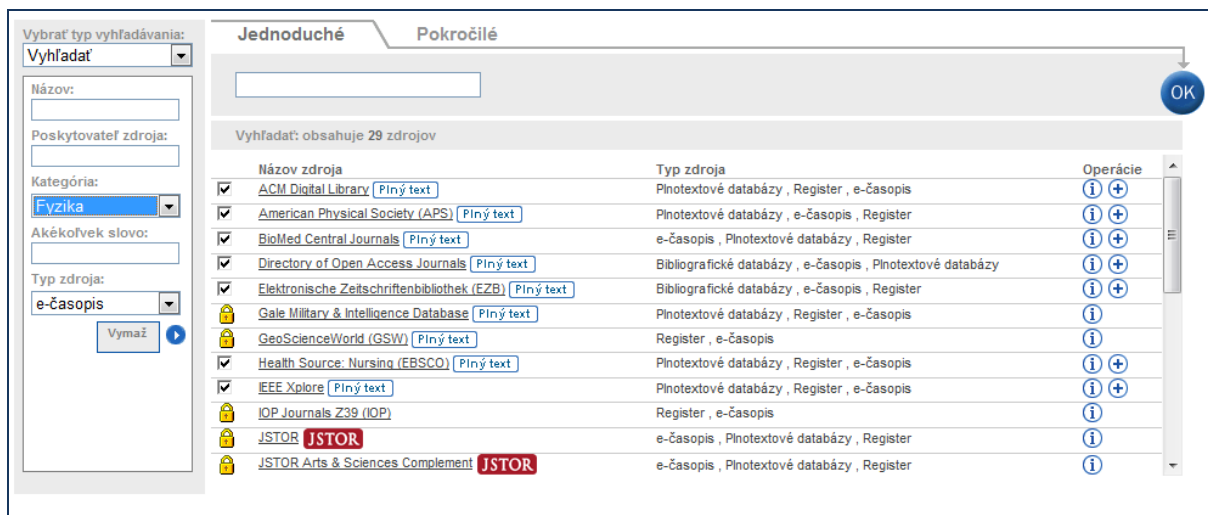 Vybrať typ vyhľadávania:
Vyhľadať
Názov:
Poskytovateľ zdroja:
Kategória:
Fyzika
Akékoľvek slovo:
Typ zdroja:
e-časopis
Vymaž
Jednoduché Pokročilé
OK
Vyhľadať: obsahuje 29 zdrojov
Názov zdroja Typ zdroja Operácie
ACM Digital Library Plný text Plnotextové databázy , Register , e-časopis
American Physical Society (APS) Plný text Plnotextové databázy , e-časopis , Register
BioMed Central Journals Plný text e-časopis , Plnotextové databázy , Register
Directory of Open Access Journals Plný text Bibliografické databázy , e-časopis , Plnotextové databázy
Elektronische Zeitschriftenbibliothek (EZB) Plný text Bibliografické databázy , e-časopis , Register
Gale Military & Intelligence Database Plný text Plnotextové databázy , e-časopis , Register
GeoScienceWorld (GSW) Plný text Register , e-časopis
Health Source: Nursing (EBSCO) Plný text Plnotextové databázy , e-časopis , Register
IEEE Xplore Plný text Plnotextové databázy , e-časopis , Register
IOP Journals Z39 (IOP) Register , e-časopis
JSTOR JSTOR e-časopis , Plnotextové databázy , Register
JSTOR Arts & Sciences Complement JSTOR e-časopis , Plnotextové databázy , Register